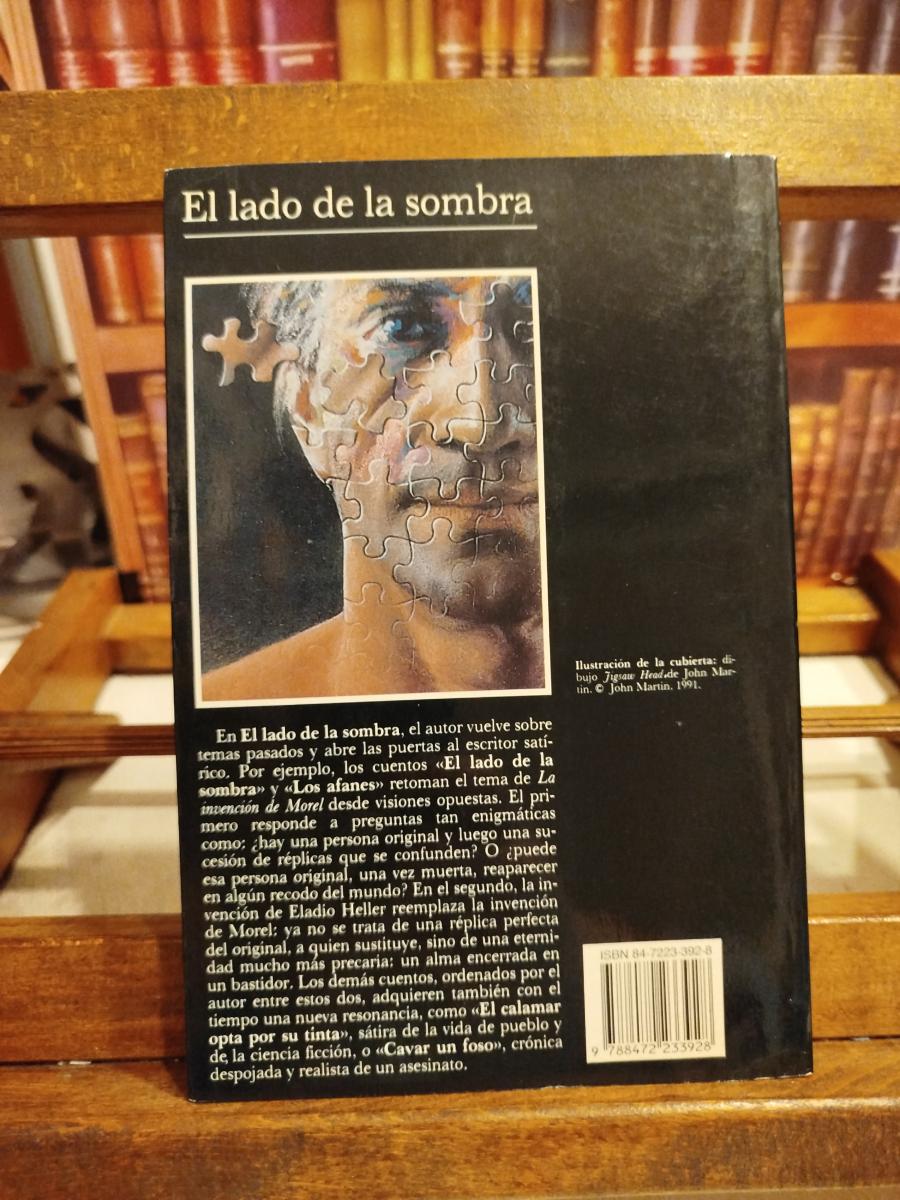 El lado de la sombra
Ilustración de la cubierta: di-
bujo Jigsaw Head, de John Mar-
tin. © John Martin. 1991.
En El lado de la sombra, el autor vuelve sobre
temas pasados y abre las puertas al escritor satí-
rico. Por ejemplo, los cuentos «El lado de la
sombra» y «Los afanes» retoman el tema de La
invención de Morel desde visiones opuestas. El pri-
mero responde a preguntas tan enigmáticas
como: ¿hay una persona original y luego una su-
cesión de réplicas que se confunden? O ¿puede
esa persona original, una vez muerta, reaparecer
en algún recodo del mundo? En el segundo, la in-
vención de Eladio Heller reemplaza la invención
de Morel: ya no se trata de una réplica perfecta
del original, a quien sustituye, sino de una eterni-
dad mucho más precaria: un alma encerrada en
un bastidor. Los demás cuentos, ordenados por el
autor entre estos dos, adquieren también con el
tiempo una nueva resonancia, como «El calamar
opta por su tinta», sátira de la vida de pueblo y
de la ciencia ficción, o «Cavar un foso», crónica
despojada y realista de un asesinato.
ISBN 84-7223-392-8
9 788472 233928